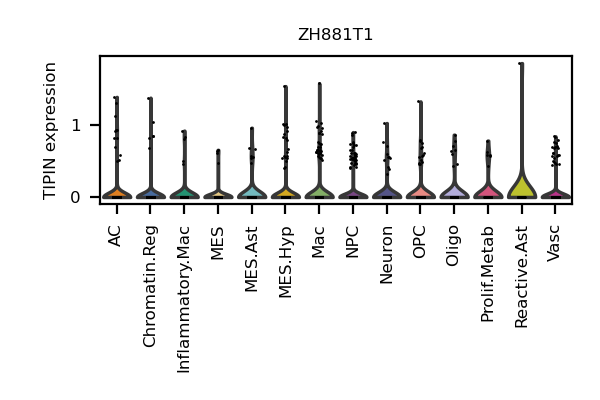 ZH881T1
TIPIN expression
1
0
AC
Chromatin.Reg
Inflammatory.Mac
MES
MES.Ast
MES.Hyp
Mac
NPC
Neuron
OPC
Oligo
Prolif.Metab
Reactive.Ast
Vasc